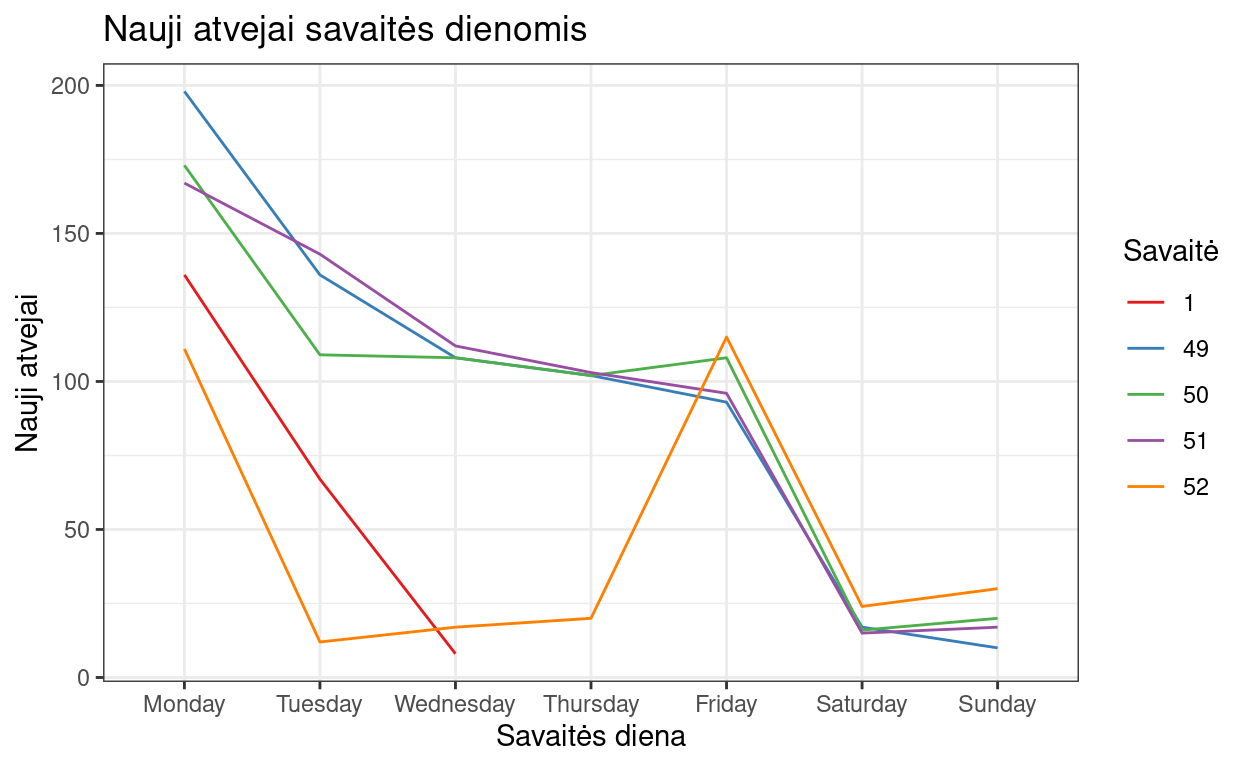 Nauji atvejai savaitės dienomis
Nauji atvejai
200
150
100
50
0
Monday Tuesday Wednesday Thursday Friday Saturday Sunday
Savaitės diena
Savaitė
1
49
50
51
52